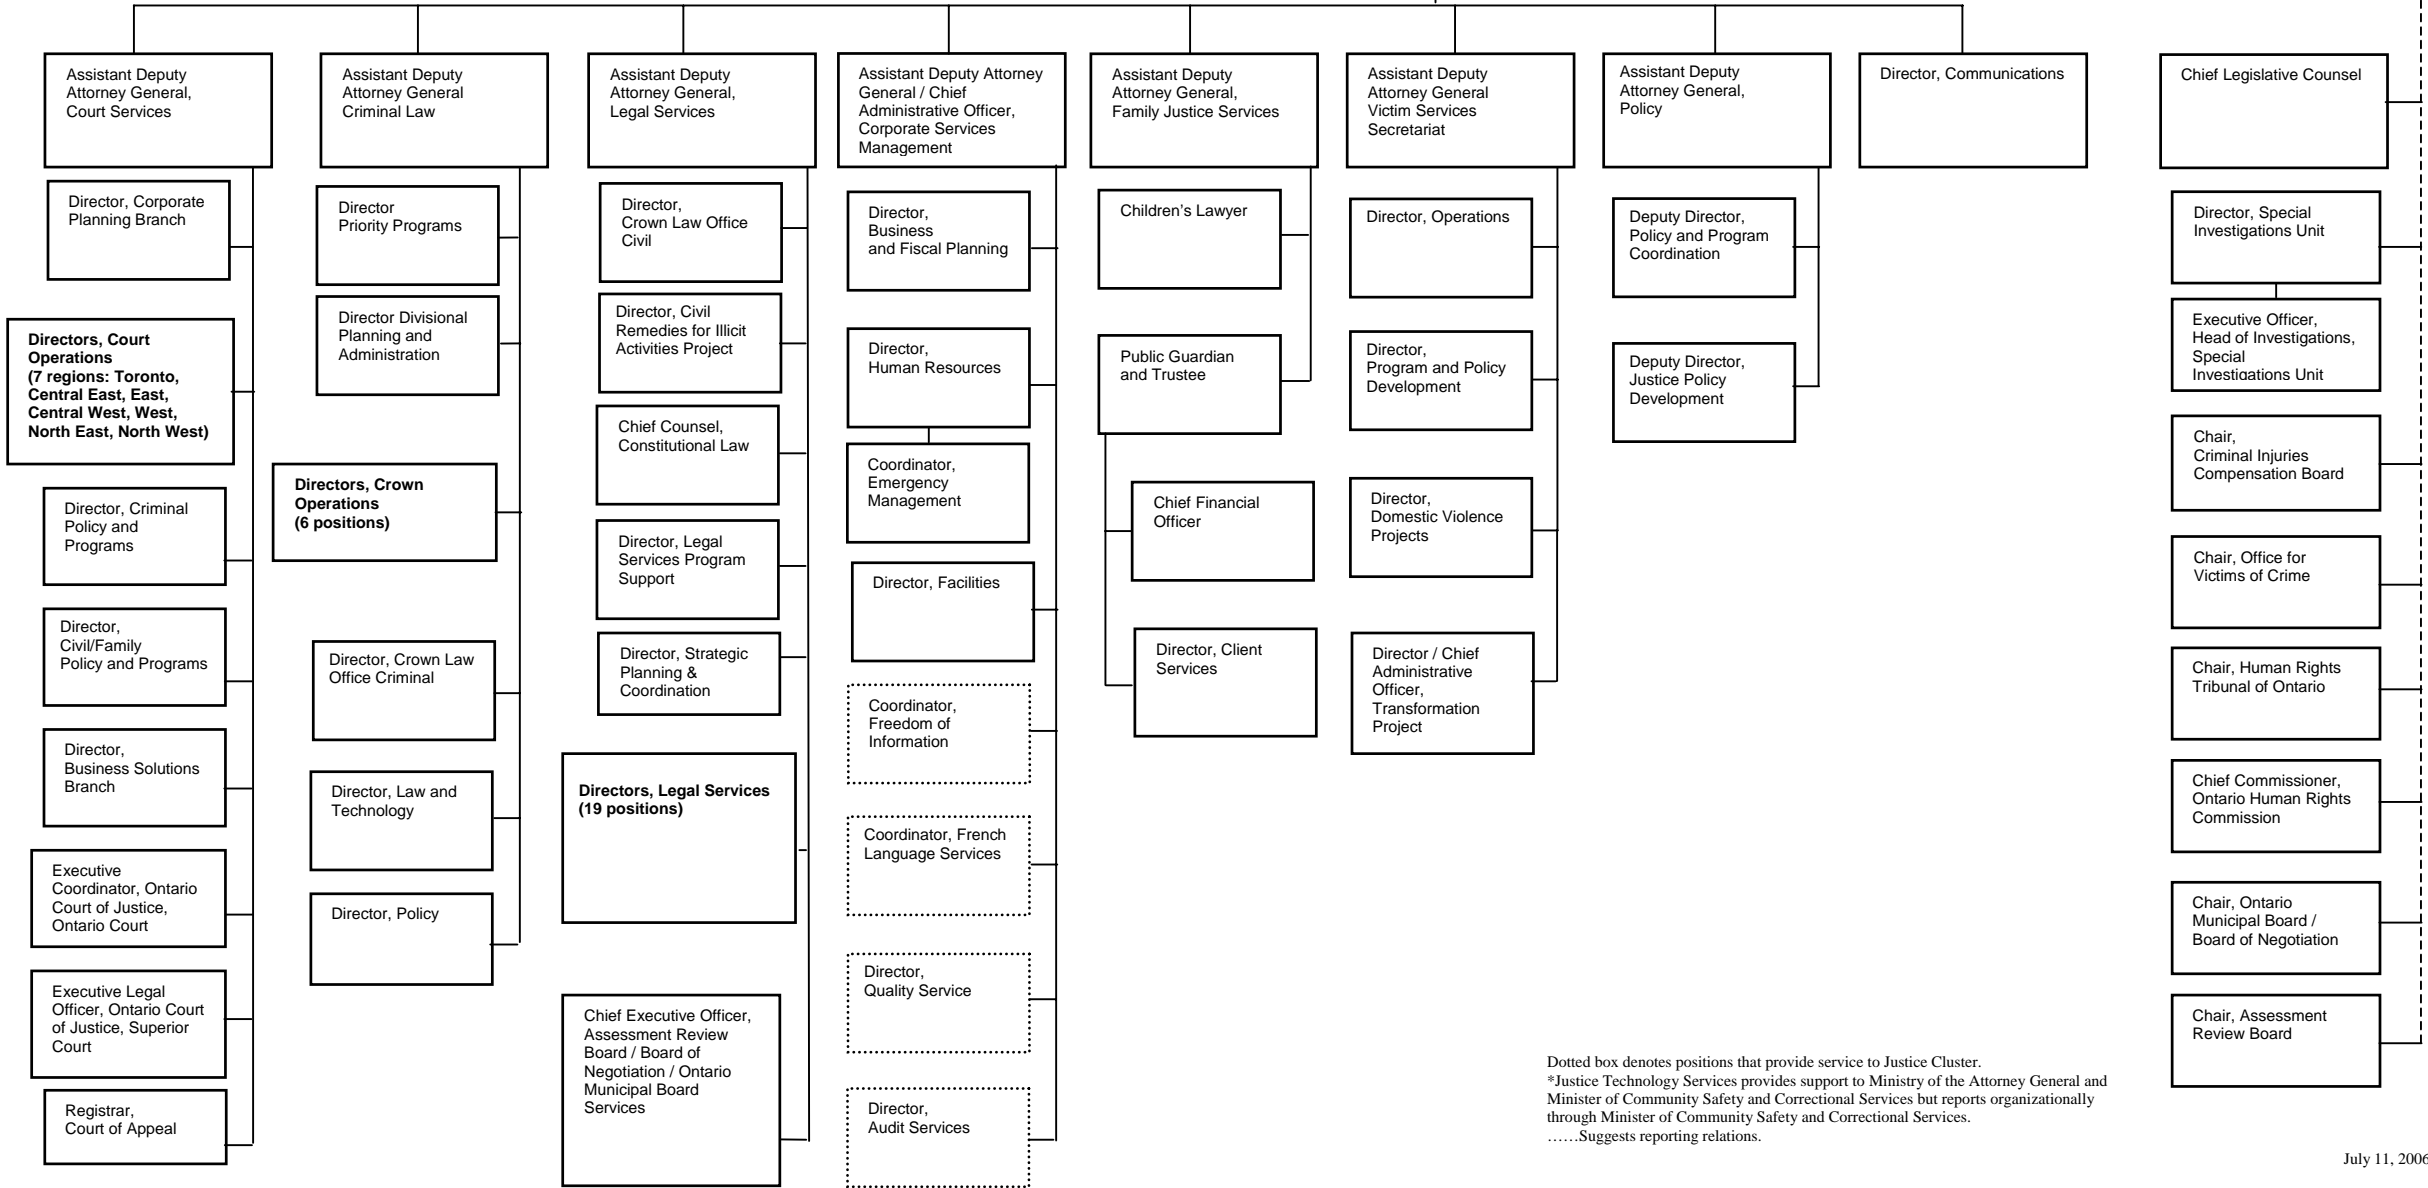 Assistant Deputy
Attorney General,
Court Services
Director, Corporate
Planning Branch
Directors, Court
Operations
(7 regions: Toronto,
Central East, East,
Central West, West,
North East, North West)
Director, Criminal
Policy and
Programs
Director,
Civil/Family
Policy and Programs
Director,
Business Solutions
Branch
Executive
Coordinator, Ontario
Court of Justice,
Ontario Court
Executive Legal
Officer, Ontario Court
of Justice, Superior
Court
Registrar,
Court of Appeal
Assistant Deputy
Attorney General
Criminal Law
Director
Priority Programs
Director Divisional
Planning and
Administration
Directors, Crown
Operations
(6 positions)
Director, Crown Law
Office Criminal
Director, Law and
Technology
Director, Policy
Assistant Deputy
Attorney General,
Legal Services
Director,
Crown Law Office
Civil
Director, Civil
Remedies for Illicit
Activities Project
Chief Counsel,
Constitutional Law
Director, Legal
Services Program
Support
Director, Strategic
Planning &
Coordination
Directors, Legal Services
(19 positions)
Chief Executive Officer,
Assessment Review
Board / Board of
Negotiation / Ontario
Municipal Board
Services
Assistant Deputy Attorney
General / Chief
Administrative Officer,
Corporate Services
Management
Director,
Business
and Fiscal Planning
Director,
Human Resources
Coordinator,
Emergency
Management
Director, Facilities
Coordinator,
Freedom of
Information
Coordinator, French
Language Services
Director,
Quality Service
Director,
Audit Services
Assistant Deputy
Attorney General,
Family Justice Services
Children's Lawyer
Public Guardian
and Trustee
Chief Financial
Officer
Director, Client
Services
Assistant Deputy
Attorney General
Victim Services
Secretariat
Director, Operations
Director,
Program and Policy
Development
Director,
Domestic Violence
Projects
Director / Chief
Administrative
Officer,
Transformation
Project
Assistant Deputy
Attorney General,
Policy
Deputy Director,
Policy and Program
Coordination
Deputy Director,
Justice Policy
Development
Director, Communications
Chief Legislative Counsel
Director, Special
Investigations Unit
Executive Officer,
Head of Investigations,
Special
Investigations Unit
Chair,
Criminal Injuries
Compensation Board
Chair, Office for
Victims of Crime
Chair, Human Rights
Tribunal of Ontario
Chief Commissioner,
Ontario Human Rights
Commission
Chair, Ontario
Municipal Board /
Board of Negotiation
Chair, Assessment
Review Board
Dotted box denotes positions that provide service to Justice Cluster.
*Justice Technology Services provides support to Ministry of the Attorney General and
Minister of Community Safety and Correctional Services but reports organizationally
through Minister of Community Safety and Correctional Services.
……Suggests reporting relations.
July 11, 2006